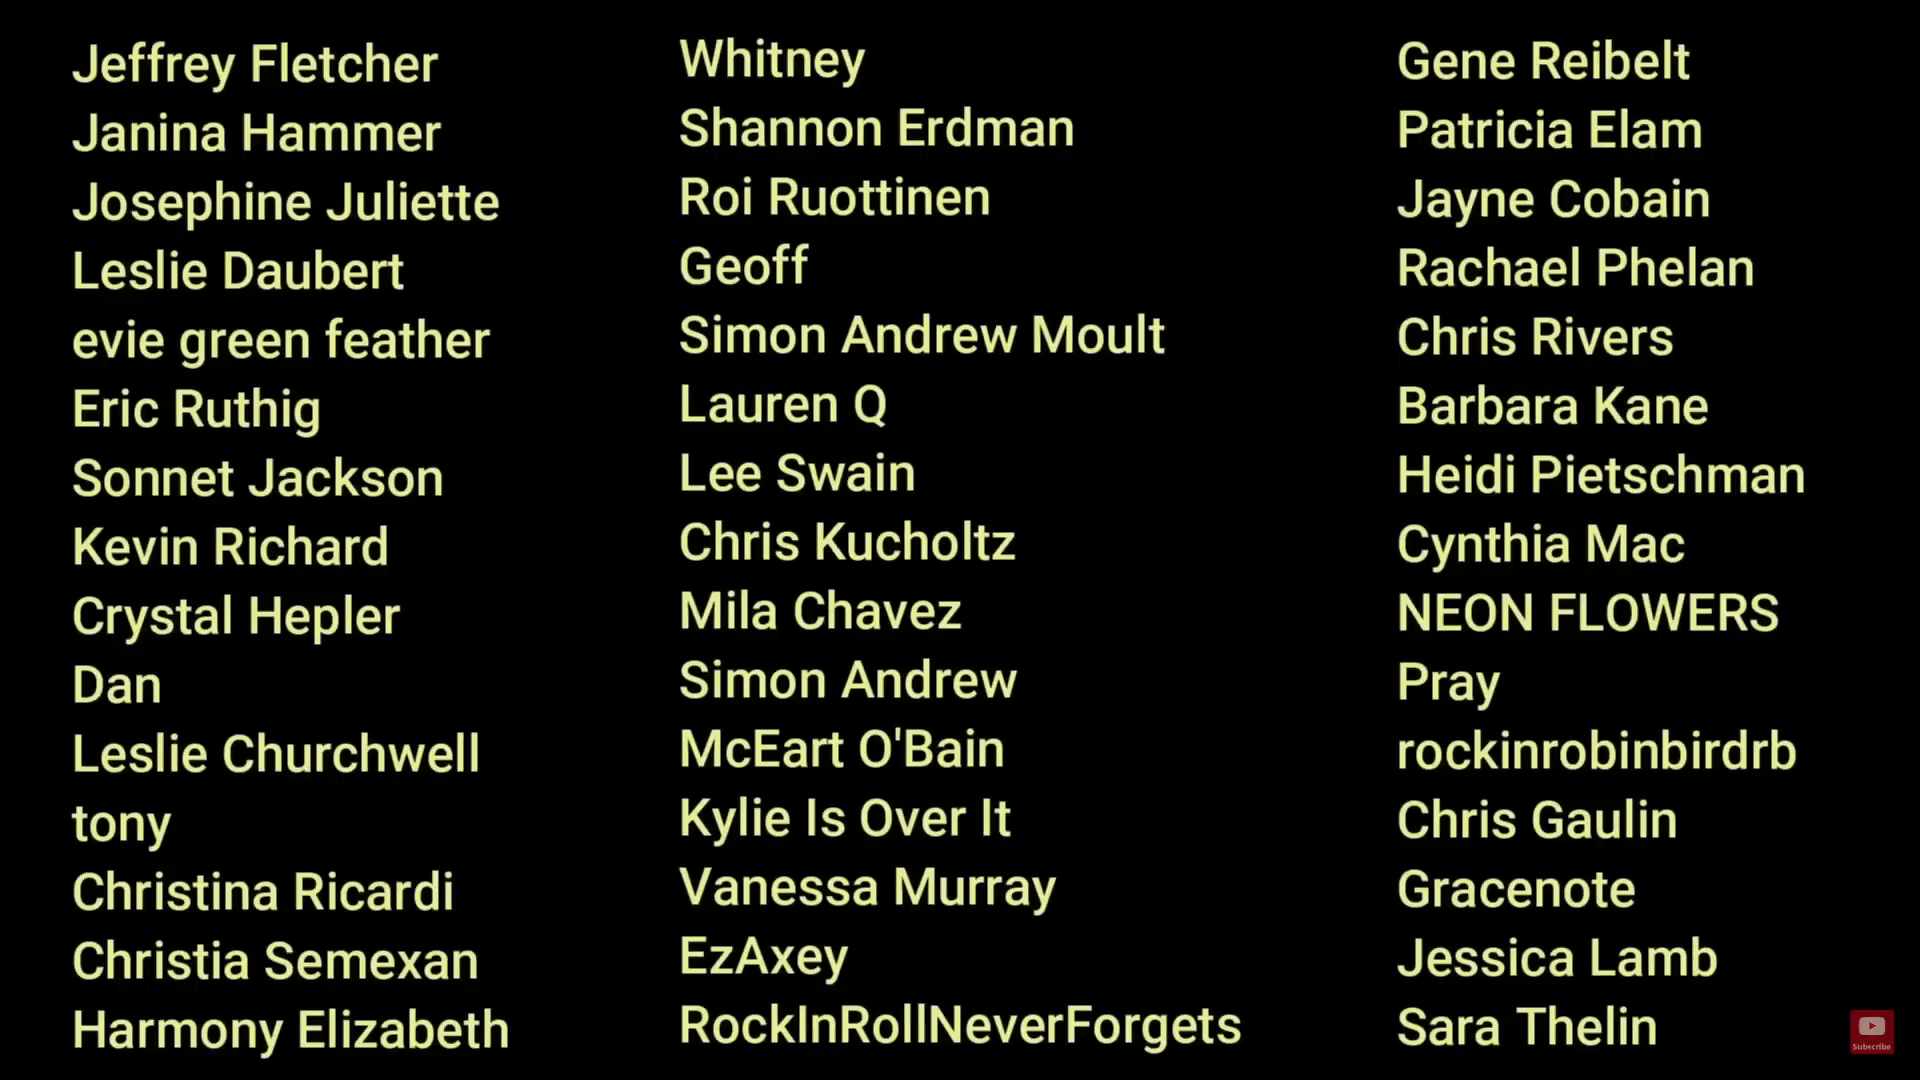 Jeffrey Fletcher
Janina Hammer
Josephine Juliette
Leslie Daubert
evie green feather
Eric Ruthig
Sonnet Jackson
Kevin Richard
Crystal Hepler
Dan
Leslie Churchwell
tony
Christina Ricardi
Christia Semexan
Harmony Elizabeth
Whitney
Shannon Erdman
Roi Ruottinen
Geoff
Simon Andrew Moult
Lauren Q
Lee Swain
Chris Kucholtz
Mila Chavez
Simon Andrew
McEart O'Bain
Kylie Is Over It
Vanessa Murray
EzAxey
RockInRollNeverForgets
Gene Reibelt
Patricia Elam
Jayne Cobain
Rachael Phelan
Chris Rivers
Barbara Kane
Heidi Pietschman
Cynthia Mac
NEON FLOWERS
Pray
rockinrobinbirdrb
Chris Gaulin
Gracenote
Jessica Lamb
Sara Thelin
Subscribe